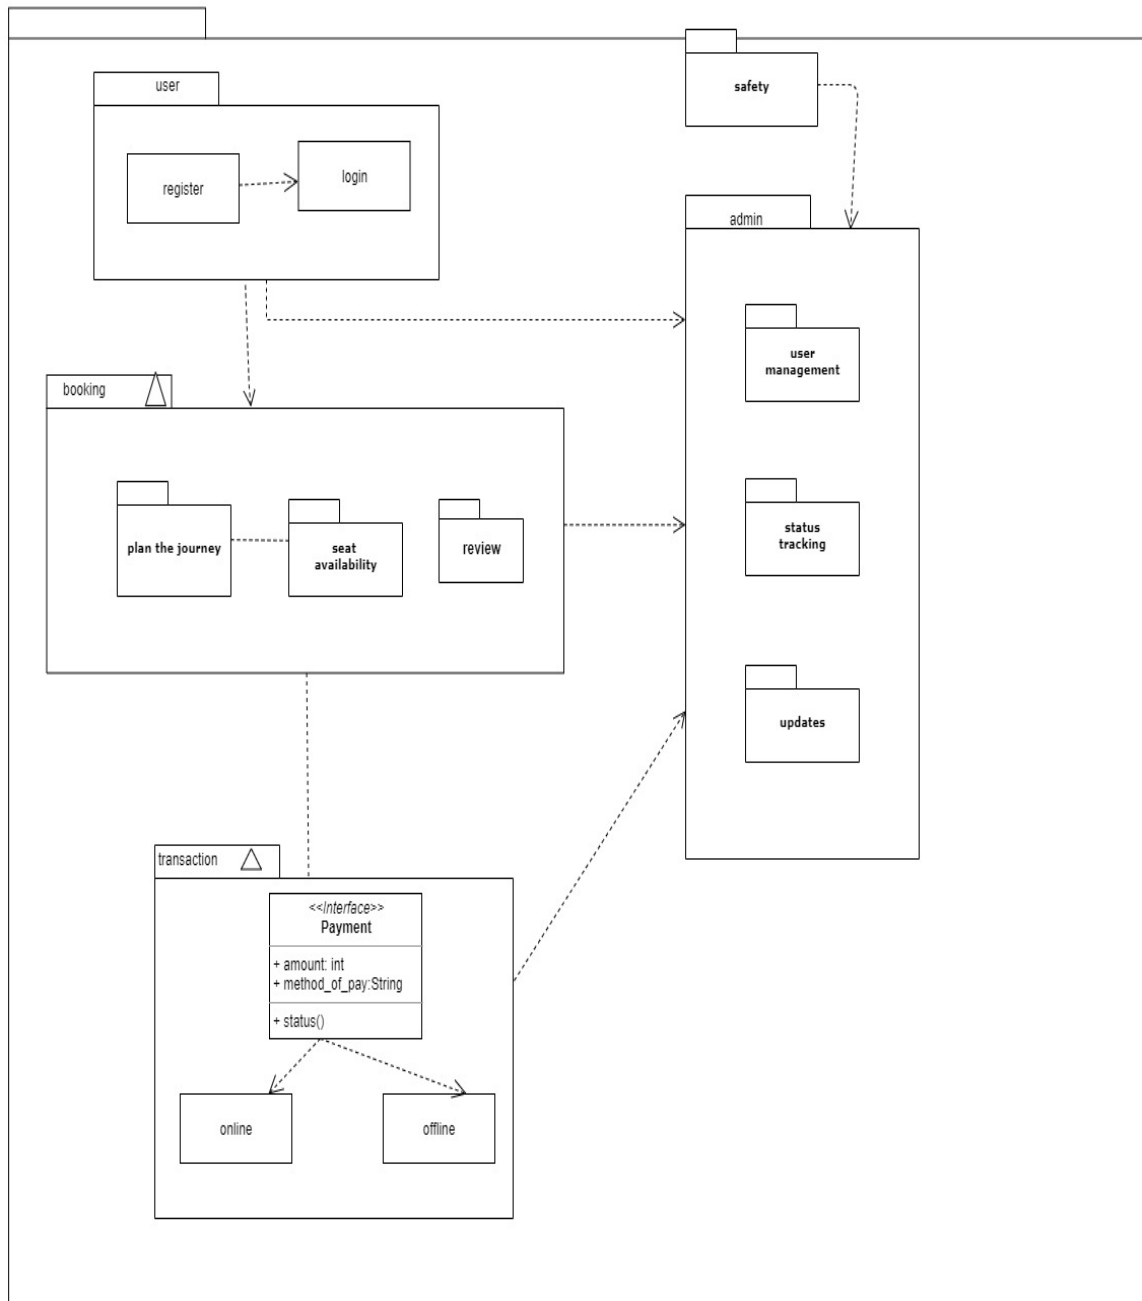 user
register
login
safety
admin
user
management
booking
plan the journey
seat
availability
review
status
tracking
updates
transaction
<<Interface>>
Payment
+ amount: int
+ method_of_pay:String
+ status()
online
offline